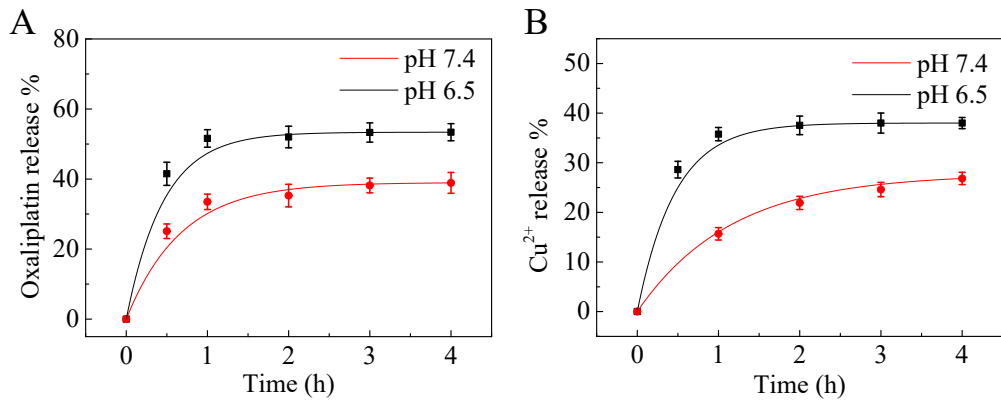 A
Oxaliplatin release %
80
60
40
20
0
pH 7.4
pH 6.5
0 1 2 3 4
Time (h)
B
Cu²⁺ release %
50
40
30
20
10
0
pH 7.4
pH 6.5
0 1 2 3 4
Time (h)